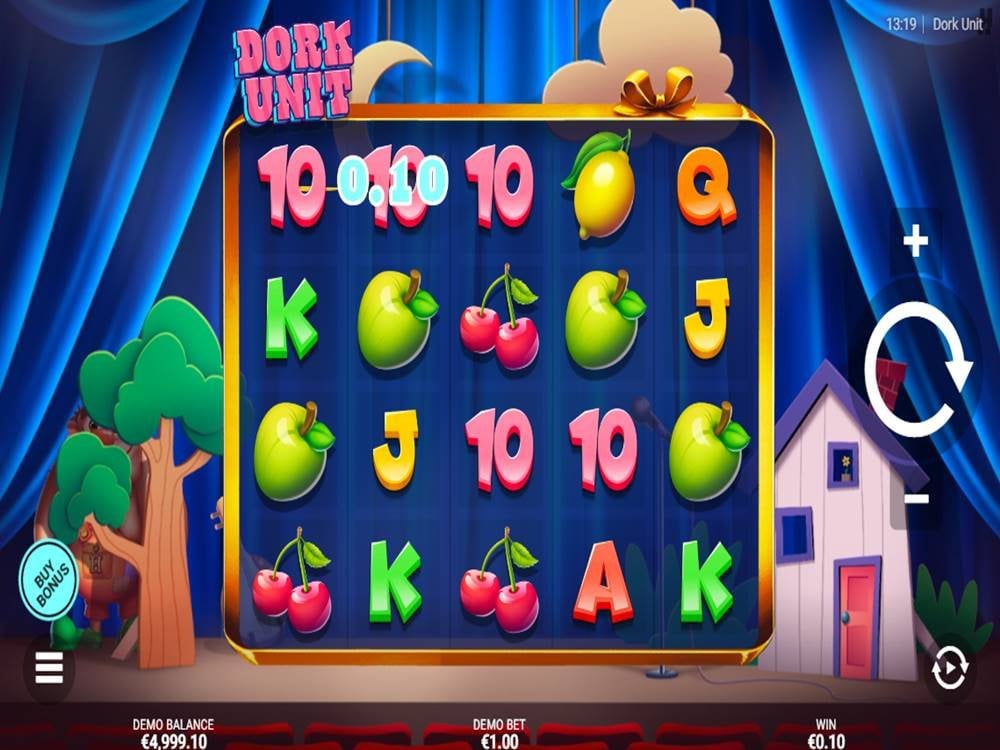 13:19 | Dork Unit
DORK
UNIT
10 10 10 Q
0.10
K J
J 10 10
K A K
BUY
BONUS
DEMO BALANCE DEMO BET WIN
€4,999.10 €1.00 €0.10